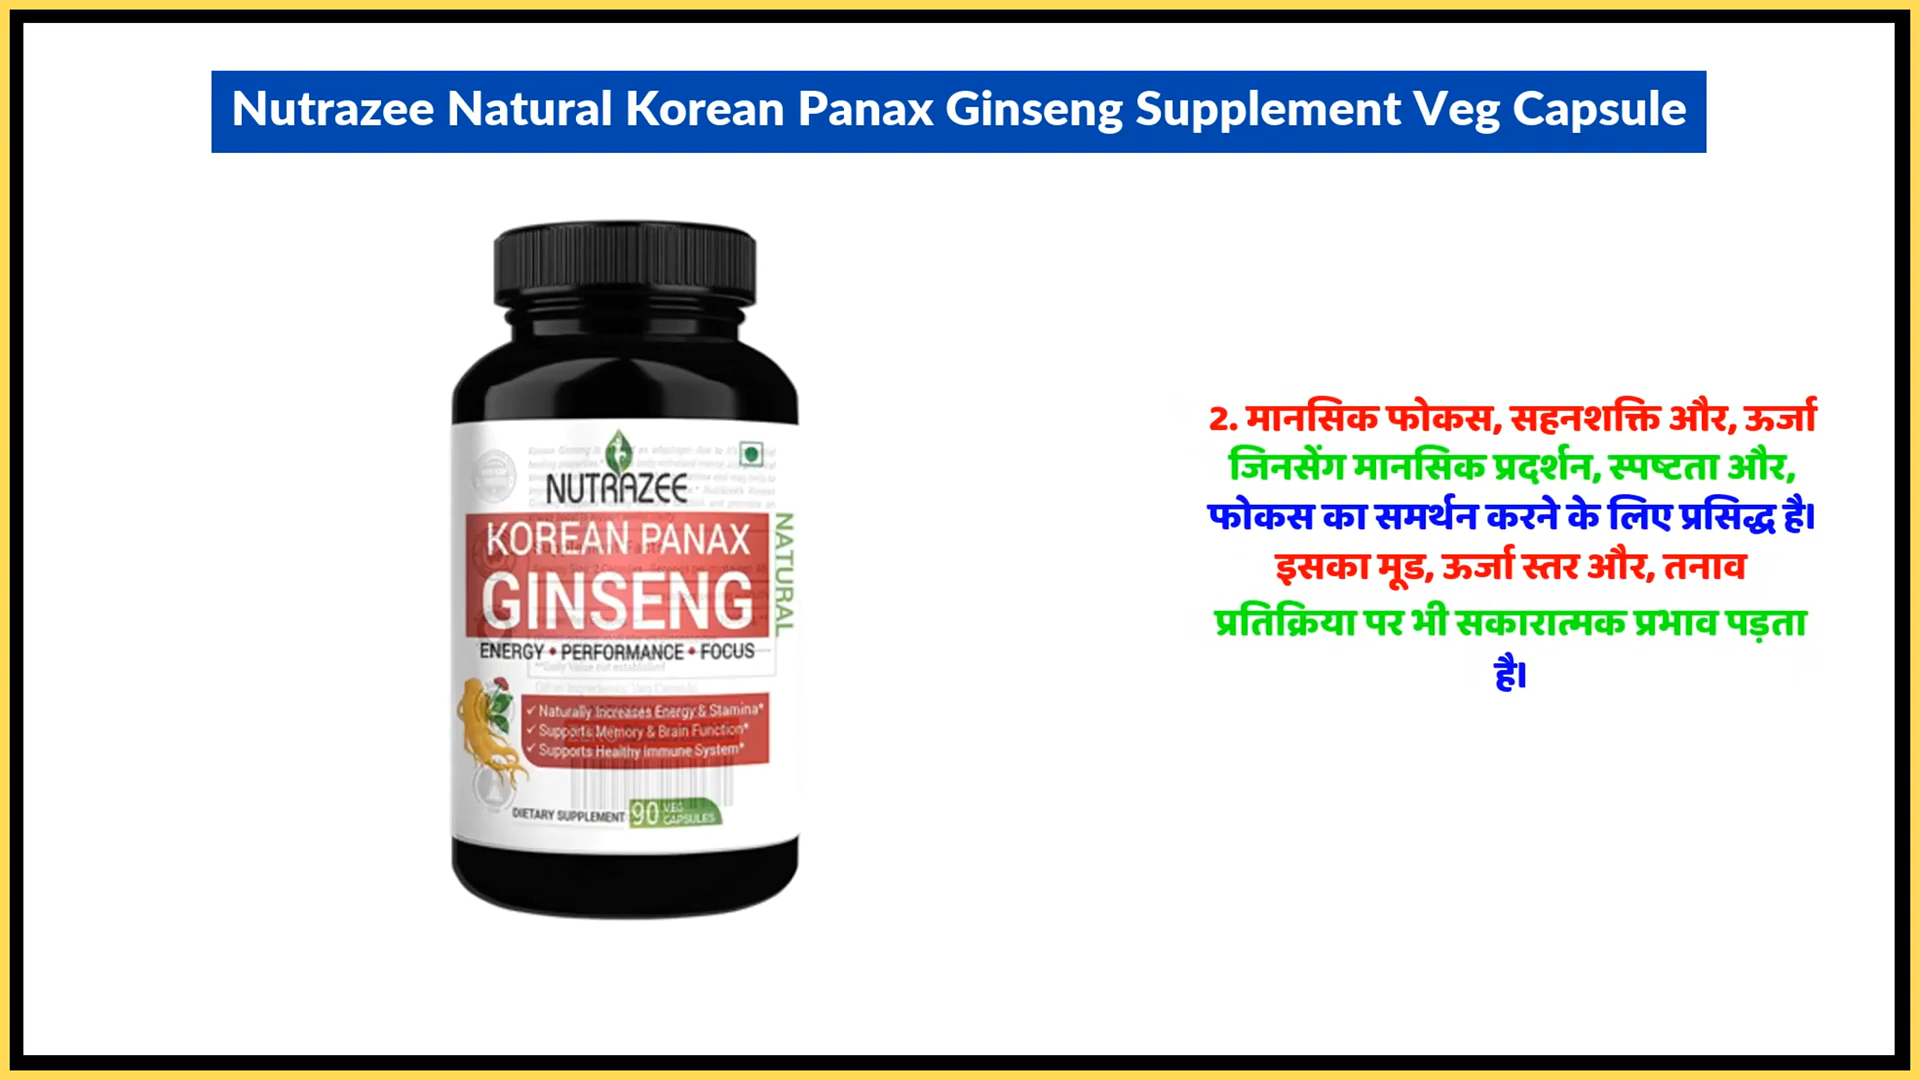 Nutrazee Natural Korean Panax Ginseng Supplement Veg Capsule
NUTRAZEE
KOREAN PANAX
GINSENG
NATURAL
ENERGY • PERFORMANCE • FOCUS
✓ Naturally Increases Energy & Stamina*
✓ Supports Memory & Brain Function*
✓ Supports Healthy Immune System*
DIETARY SUPPLEMENT 90 VEG CAPSULES
2. मानसिक फोकस, सहनशक्ति और, ऊर्जा
जिनसेंग मानसिक प्रदर्शन, स्पष्टता और,
फोकस का समर्थन करने के लिए प्रसिद्ध है।
इसका मूड, ऊर्जा स्तर और, तनाव
प्रतिक्रिया पर भी सकारात्मक प्रभाव पड़ता
है।